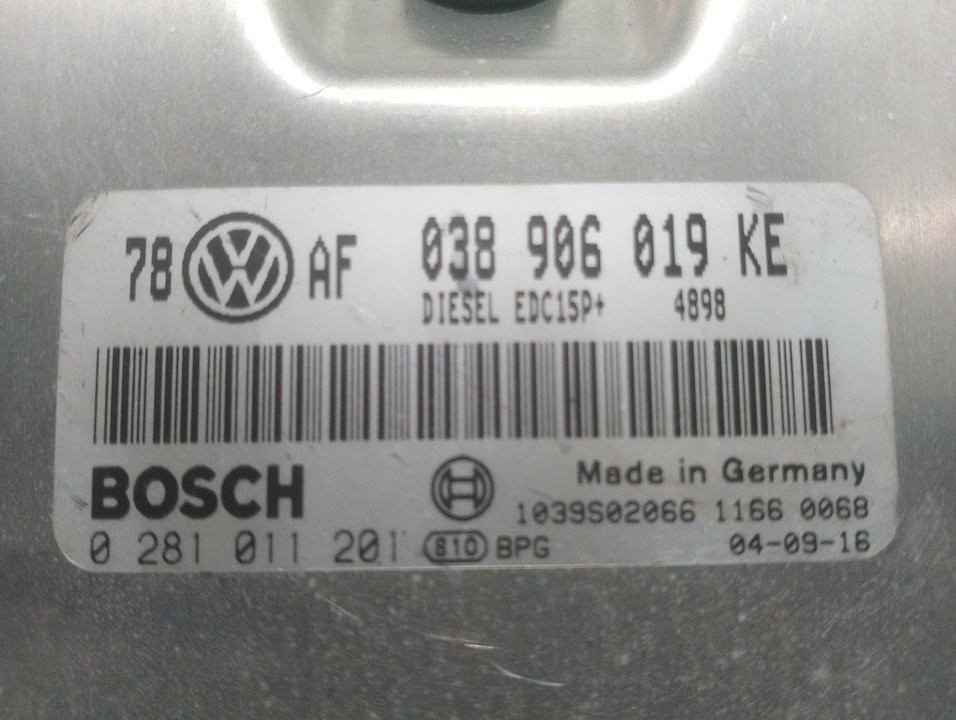 78 VW AF 038 906 019 KE
DIESEL EDC15P+ 4898
BOSCH Made in Germany
1039S02066 1166 0068
0 281 011 201 810 BPG 04-09-16